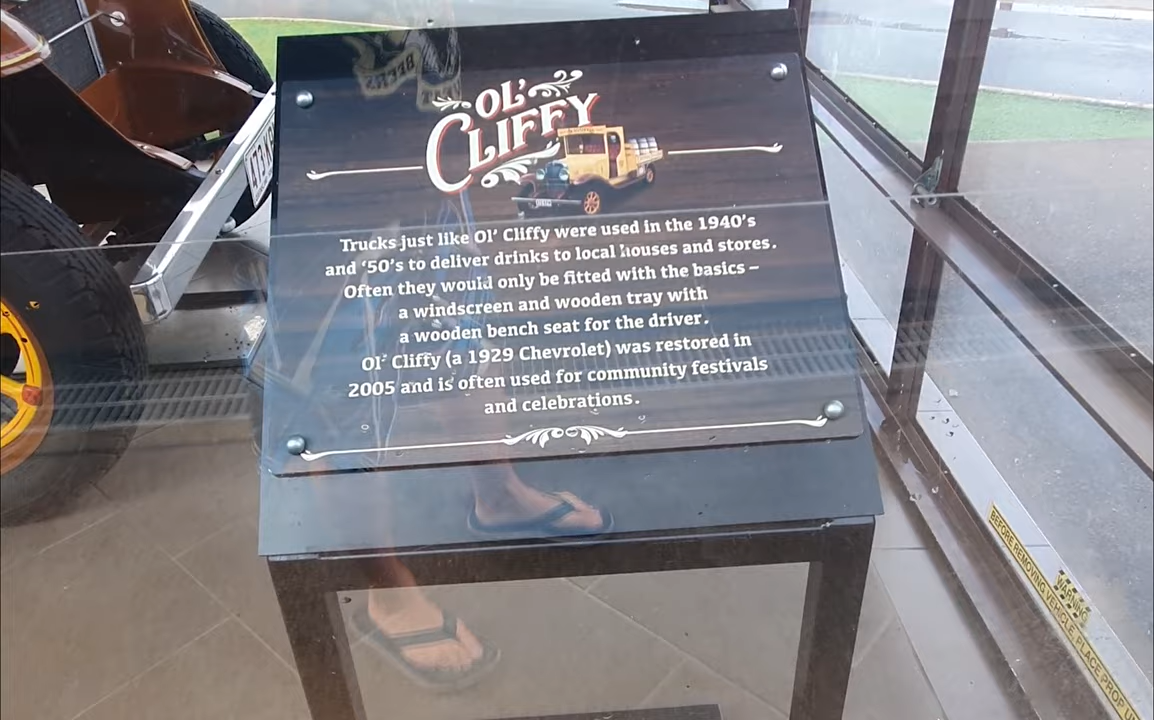 OL'
CLIFFY
Trucks just like Ol' Cliffy were used in the 1940's
and '50's to deliver drinks to local houses and stores.
Often they would only be fitted with the basics –
a windscreen and wooden tray with
a wooden bench seat for the driver.
Ol' Cliffy (a 1929 Chevrolet) was restored in
2005 and is often used for community festivals
and celebrations.
WARNING
BEFORE REMOVING VEHICLE, PLACE PROP